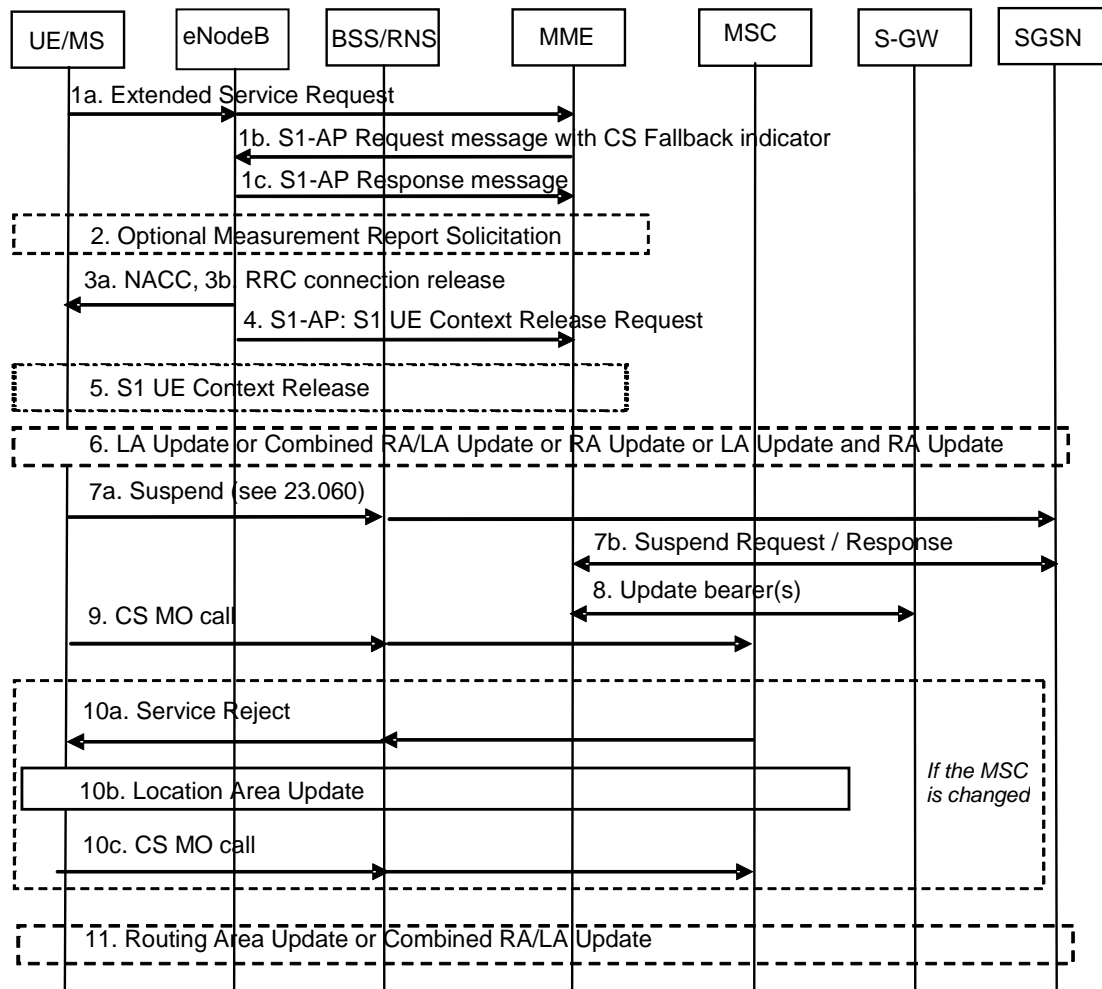 UE/MS
eNodeB
BSS/RNS
MME
MSC
S-GW
SGSN
1a. Extended Service Request
1b. S1-AP Request message with CS Fallback indicator
1c. S1-AP Response message
2. Optional Measurement Report Solicitation
3a. NACC, 3b. RRC connection release
4. S1-AP: S1 UE Context Release Request
5. S1 UE Context Release
6. LA Update or Combined RA/LA Update or RA Update or LA Update and RA Update
7a. Suspend (see 23.060)
7b. Suspend Request / Response
8. Update bearer(s)
9. CS MO call
10a. Service Reject
If the MSC
is changed
10b. Location Area Update
10c. CS MO call
11. Routing Area Update or Combined RA/LA Update